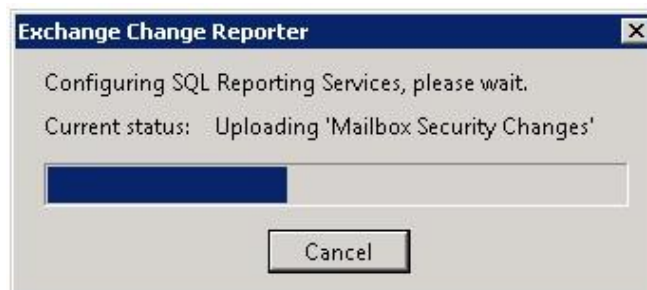 Exchange Change Reporter
Configuring SQL Reporting Services, please wait.
Current status: Uploading 'Mailbox Security Changes'
Cancel